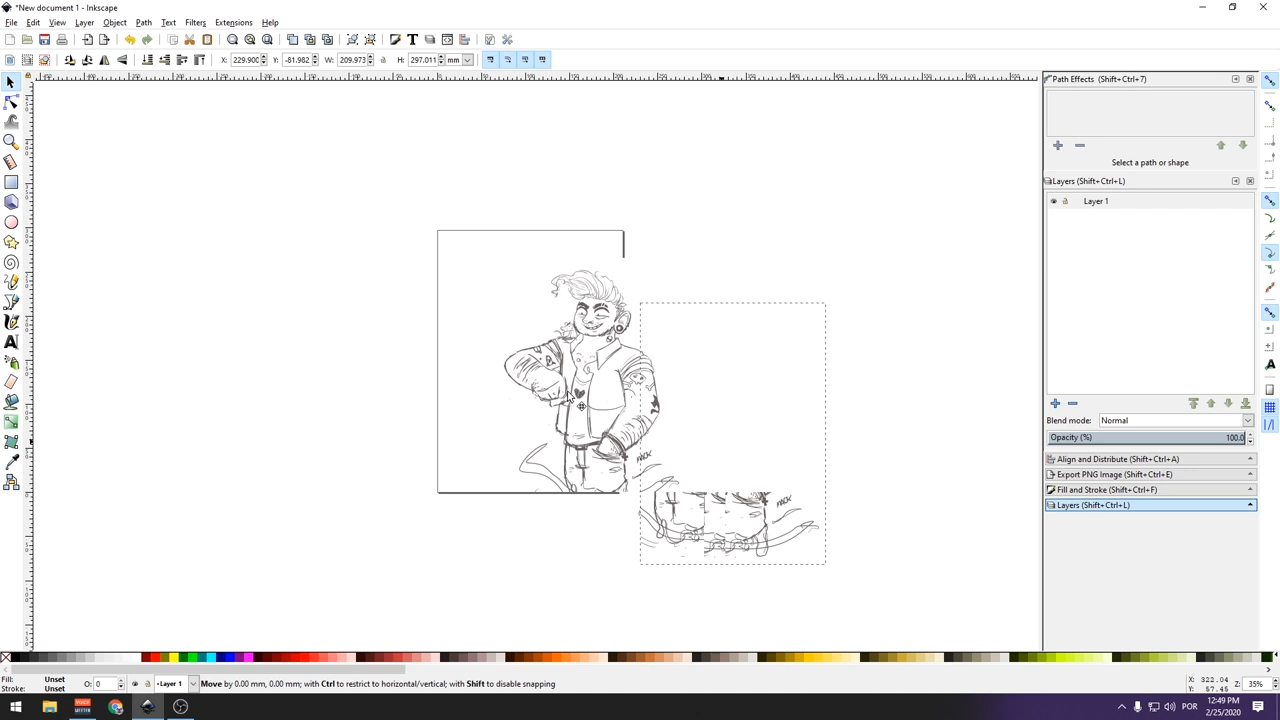 *New document 1 - Inkscape
File Edit View Layer Object Path Text Filters Extensions Help
X: 229.900 Y: -81.982 W: 209.973 H: 297.011 mm
Path Effects (Shift+Ctrl+7)
Select a path or shape
Layers (Shift+Ctrl+L)
Layer 1
Blend mode: Normal
Opacity (%) 100.0
Align and Distribute (Shift+Ctrl+A)
Export PNG Image (Shift+Ctrl+E)
Fill and Stroke (Shift+Ctrl+F)
Layers (Shift+Ctrl+L)
Fill: Unset
Stroke: Unset
O: 0
Layer 1
Move by 0.00 mm, 0.00 mm; with Ctrl to restrict to horizontal/vertical; with Shift to disable snapping
X: 322.04
Y: 57.45
Z: 35%
POR
12:49 PM
2/25/2020